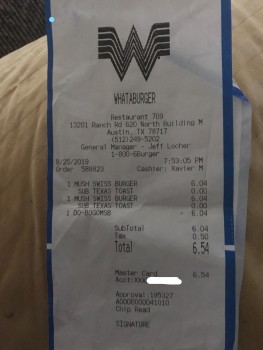 WHATABURGER
Restaurant 709
13201 Ranch Rd 620 North Building M
Austin, TX 78717
(512)249-5202
General Manager - Jeff Locher
1-800-6Burger
8/25/2019 7:53:05 PM
Order 588823 Cashier: Xavier M
1 MUSH SWISS BURGER 6.04
SUB TEXAS TOAST 0.00
1 MUSH SWISS BURGER 6.04
SUB TEXAS TOAST 0.00
1 DO-BOGOMSB - 6.04
SubTotal 6.04
Tax 0.50
Total 6.54
Master Card 6.54
Acct:XXX
Approval:195327
A0000000041010
Chip Read
SIGNATURE